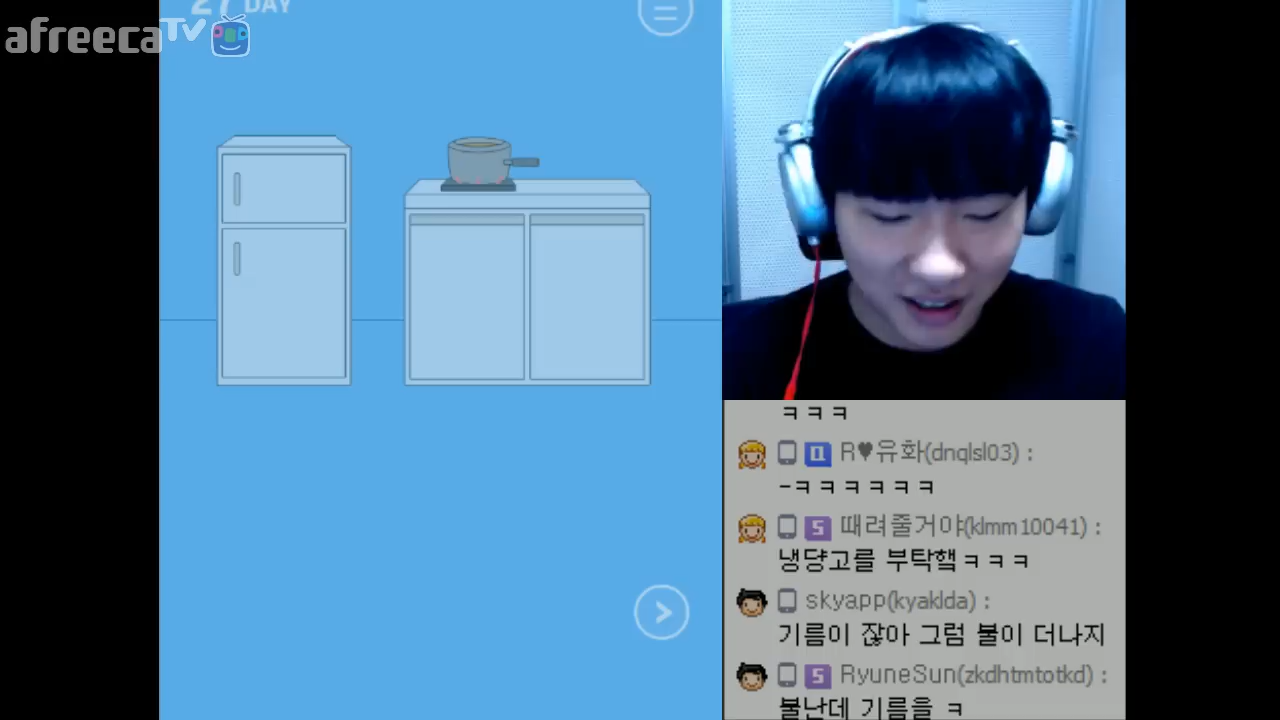 27 DAY
afreecaTV
ㅋㅋㅋ
R♥유화(dnqlsl03) :
-ㅋㅋㅋㅋㅋㅋ
때려줄거야(klmm10041) :
냉댱고를 부탁핵ㅋㅋㅋ
skyapp(kyaklda) :
기름이 잖아 그럼 불이 더나지
RyuneSun(zkdhtmtotkd) :
불난데 기름을 ㅋ